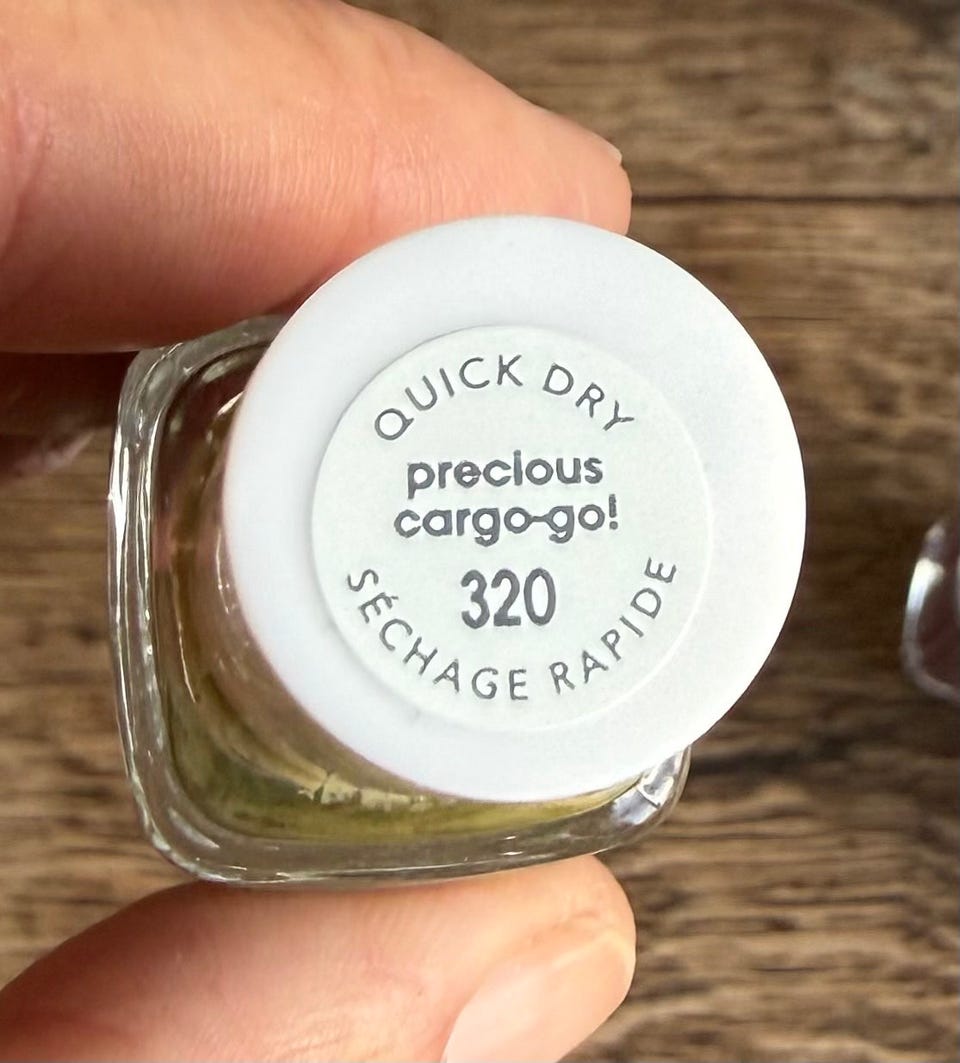 QUICK DRY
precious
cargo-go!
320
SÉCHAGE RAPIDE